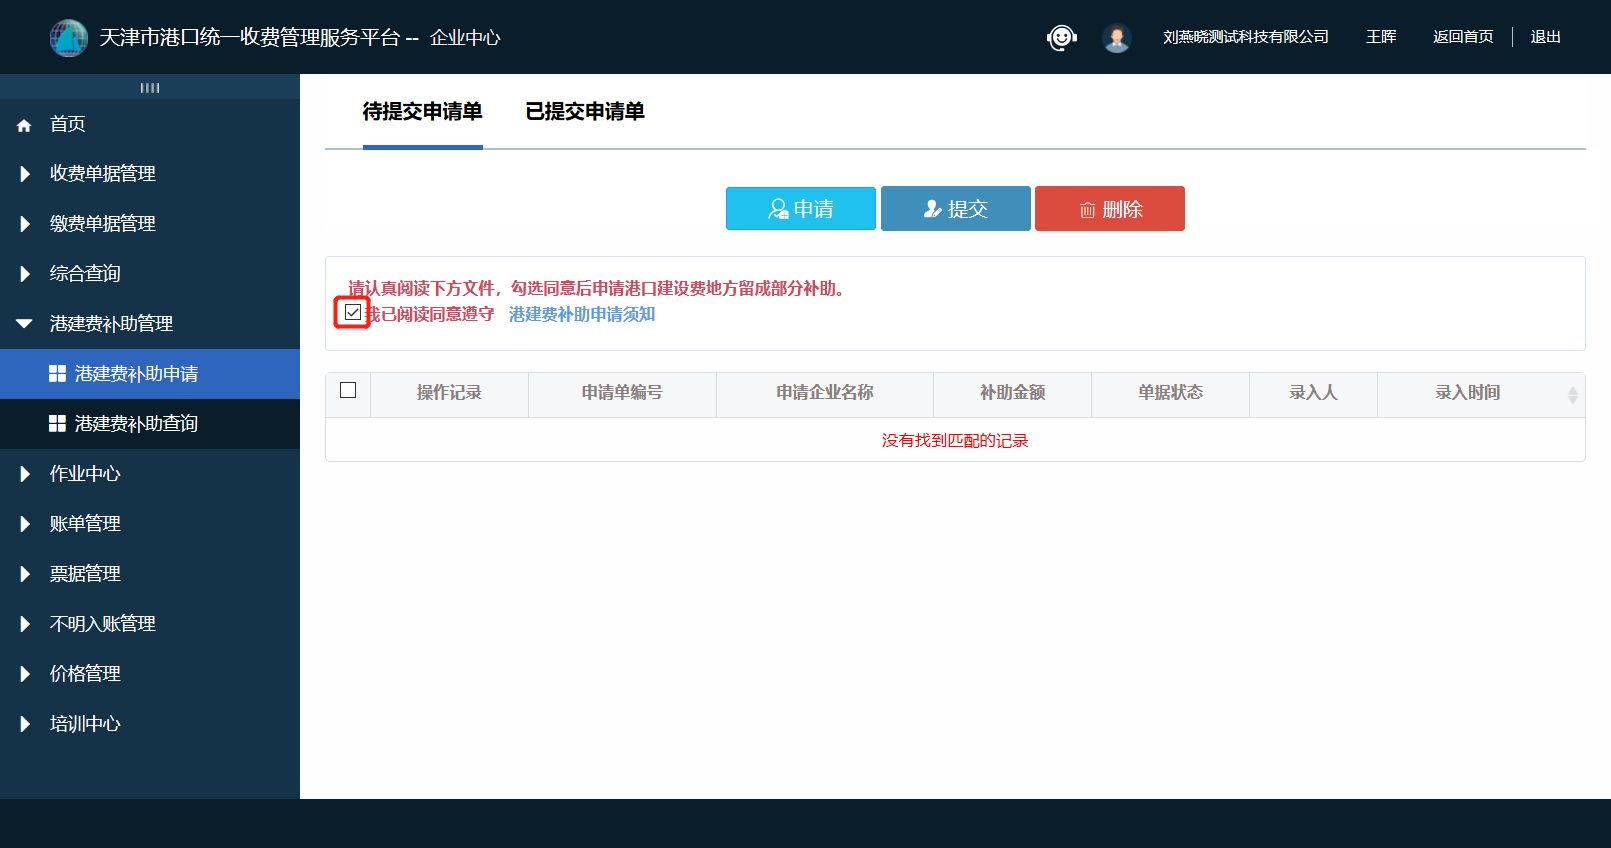 天津市港口统一收费管理服务平台 -- 企业中心
刘燕晓测试科技有限公司 王晖 返回首页 退出
首页
收费单据管理
缴费单据管理
综合查询
港建费补助管理
港建费补助申请
港建费补助查询
作业中心
账单管理
票据管理
不明入账管理
价格管理
培训中心
待提交申请单 已提交申请单
申请 提交 删除
请认真阅读下方文件，勾选同意后申请港口建设费地方留成部分补助。
我已阅读同意遵守 港建费补助申请须知
操作记录 申请单编号 申请企业名称 补助金额 单据状态 录入人 录入时间
没有找到匹配的记录